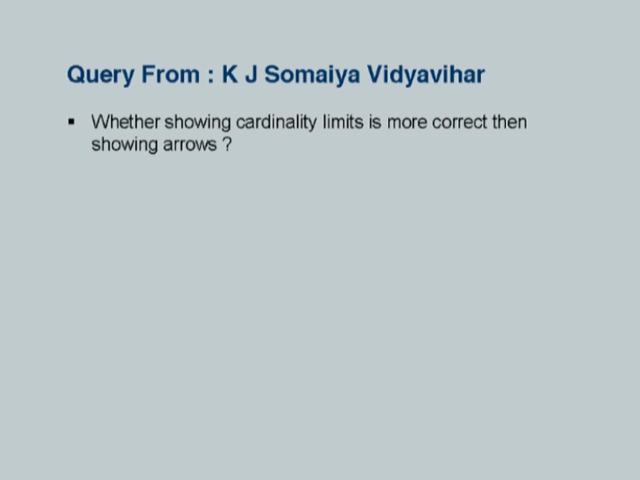 Query From : K J Somaiya Vidyavihar
▪ Whether showing cardinality limits is more correct then
showing arrows ?